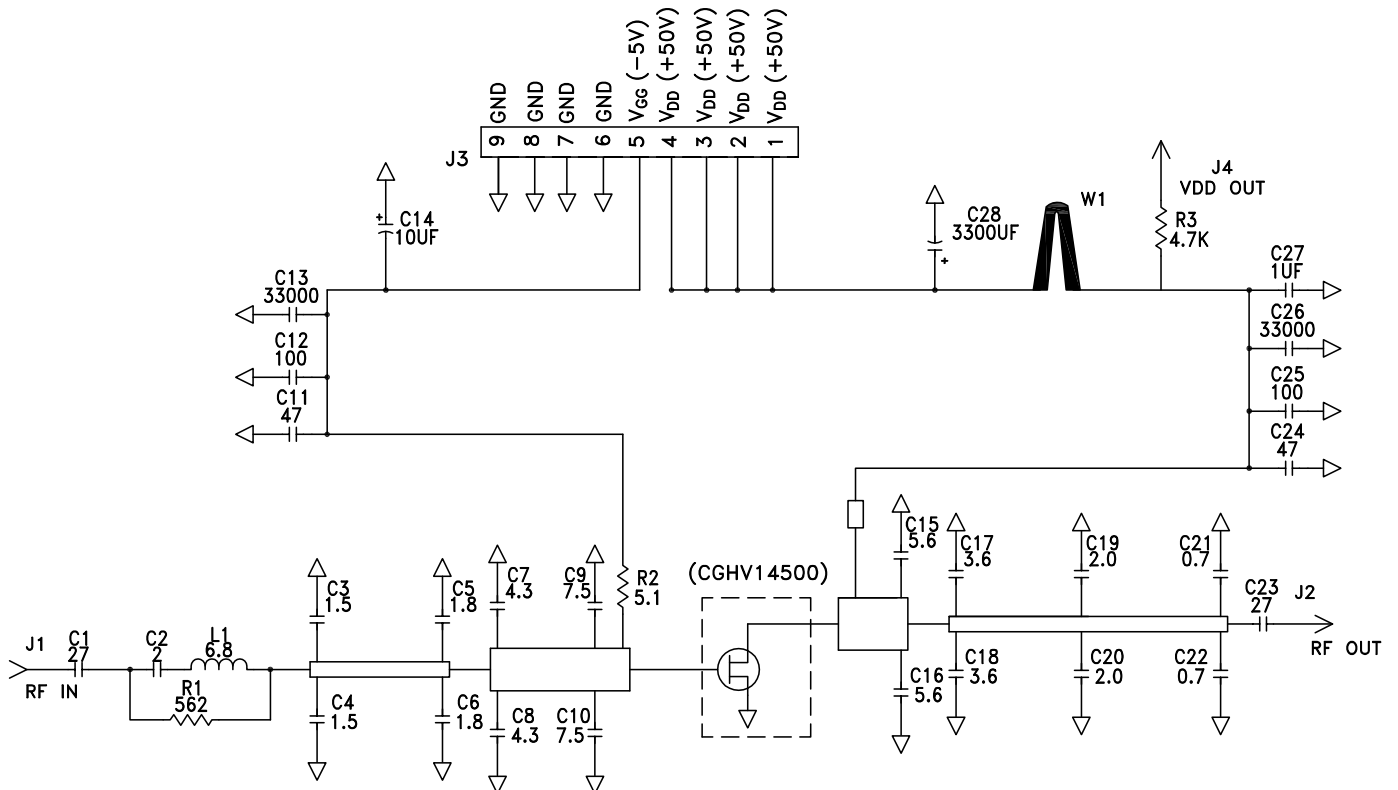 GND
GND
GND
GND
VGG (-5V)
VDD (+50V)
VDD (+50V)
VDD (+50V)
VDD (+50V)
9 8 7 6 5 4 3 2 1
J3
C14
10UF
+
C28
3300UF
+
W1
J4
VDD OUT
R3
4.7K
C13
33000
C12
100
C11
47
C27
1UF
C26
33000
C25
100
C24
47
J1
RF IN
C1
27
C2
2
L1
6.8
R1
562
C3
1.5
C4
1.5
C5
1.8
C6
1.8
C7
4.3
C8
4.3
C9
7.5
C10
7.5
R2
5.1
(CGHV14500)
C15
5.6
C16
5.6
C17
3.6
C18
3.6
C19
2.0
C20
2.0
C21
0.7
C22
0.7
C23
27
J2
RF OUT